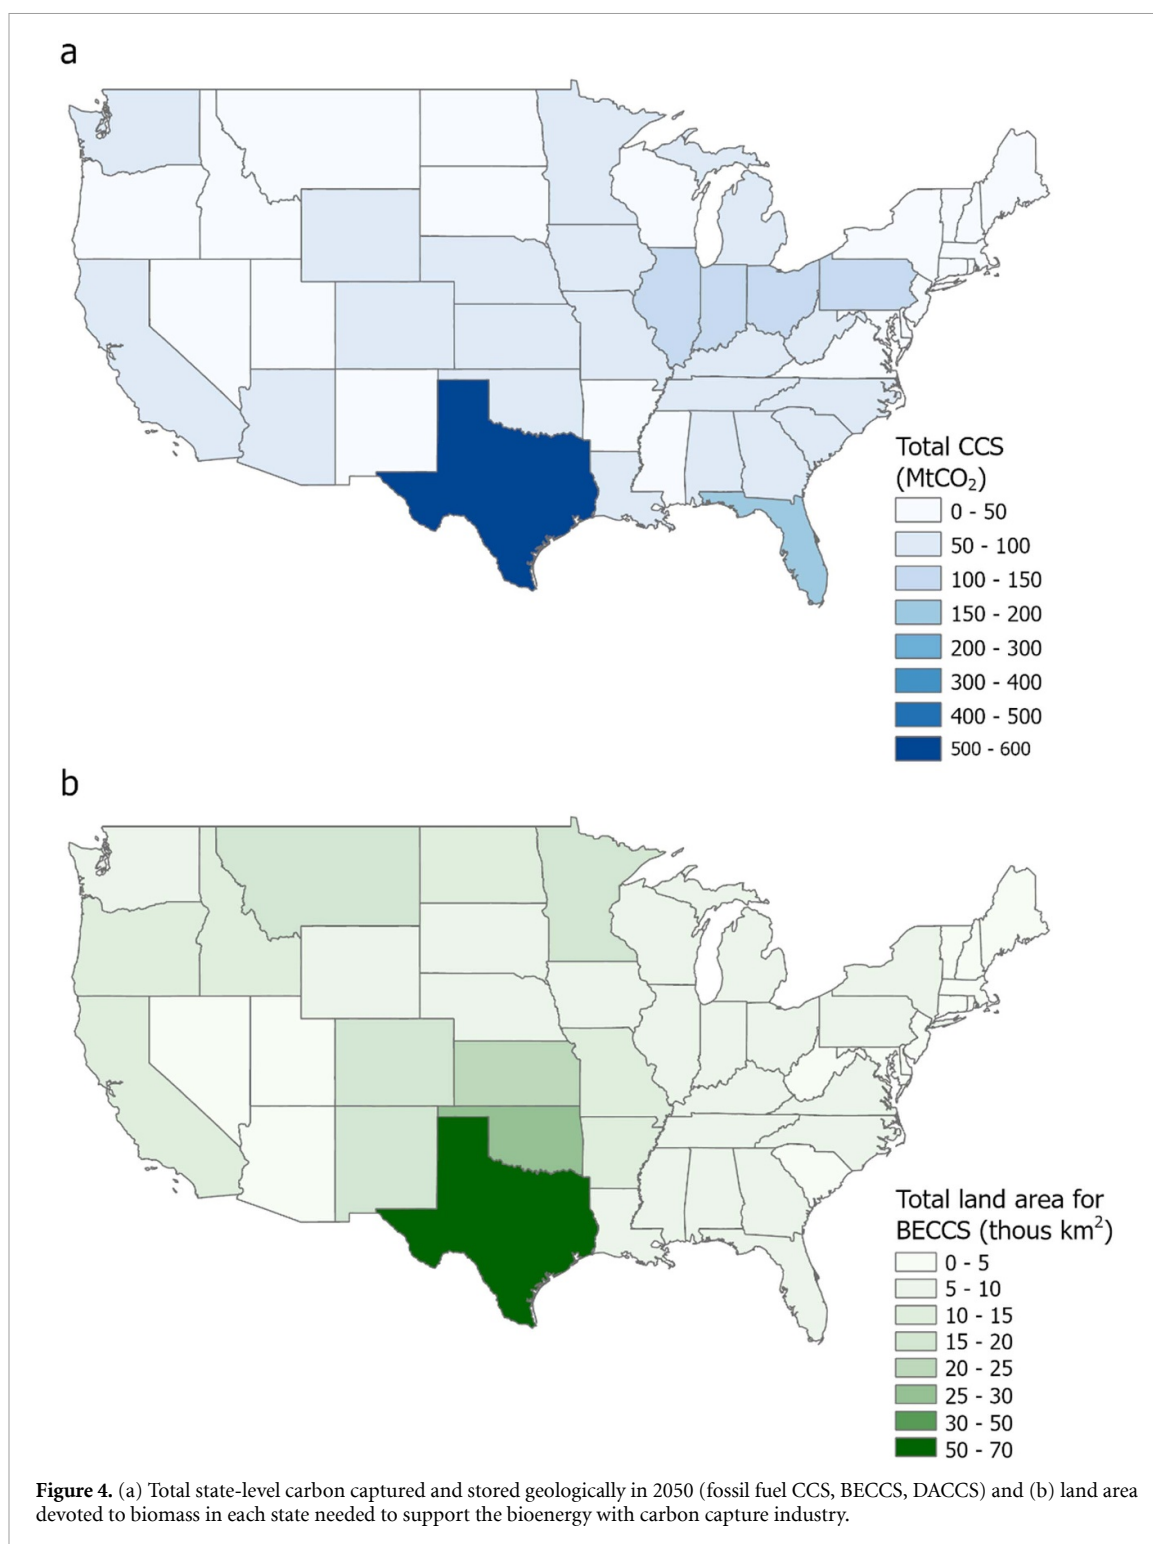 a
Total CCS
(MtCO₂)
0 - 50
50 - 100
100 - 150
150 - 200
200 - 300
300 - 400
400 - 500
500 - 600
b
Total land area for
BECCS (thous km²)
0 - 5
5 - 10
10 - 15
15 - 20
20 - 25
25 - 30
30 - 50
50 - 70
Figure 4. (a) Total state-level carbon captured and stored geologically in 2050 (fossil fuel CCS, BECCS, DACCS) and (b) land area
devoted to biomass in each state needed to support the bioenergy with carbon capture industry.